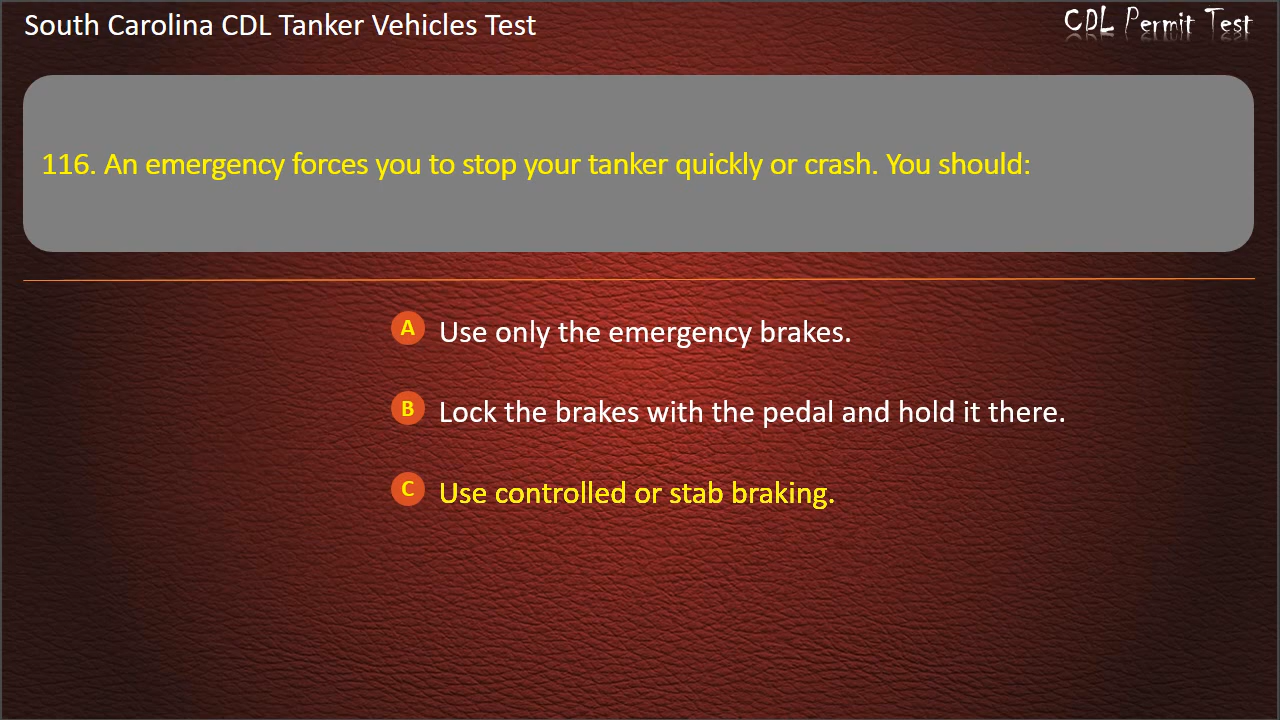 South Carolina CDL Tanker Vehicles Test
CDL Permit Test
116. An emergency forces you to stop your tanker quickly or crash. You should:
A Use only the emergency brakes.
B Lock the brakes with the pedal and hold it there.
C Use controlled or stab braking.